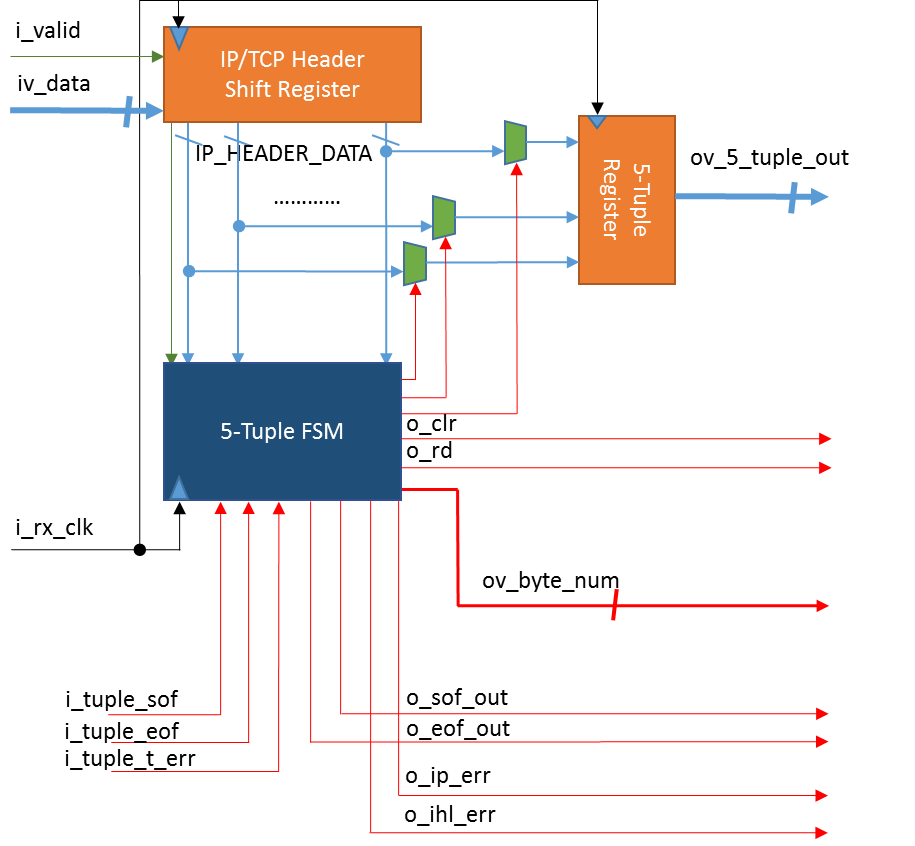 i_valid
IP/TCP Header
Shift Register
iv_data
IP_HEADER_DATA
.............
5-Tuple
Register
ov_5_tuple_out
5-Tuple FSM
o_clr
o_rd
i_rx_clk
ov_byte_num
i_tuple_sof
i_tuple_eof
i_tuple_t_err
o_sof_out
o_eof_out
o_ip_err
o_ihl_err